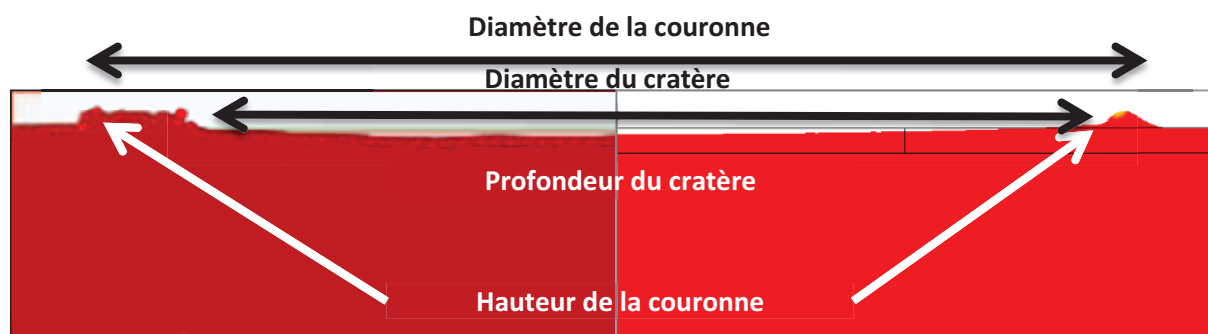 Diamètre de la couronne
Diamètre du cratère
Profondeur du cratère
Hauteur de la couronne